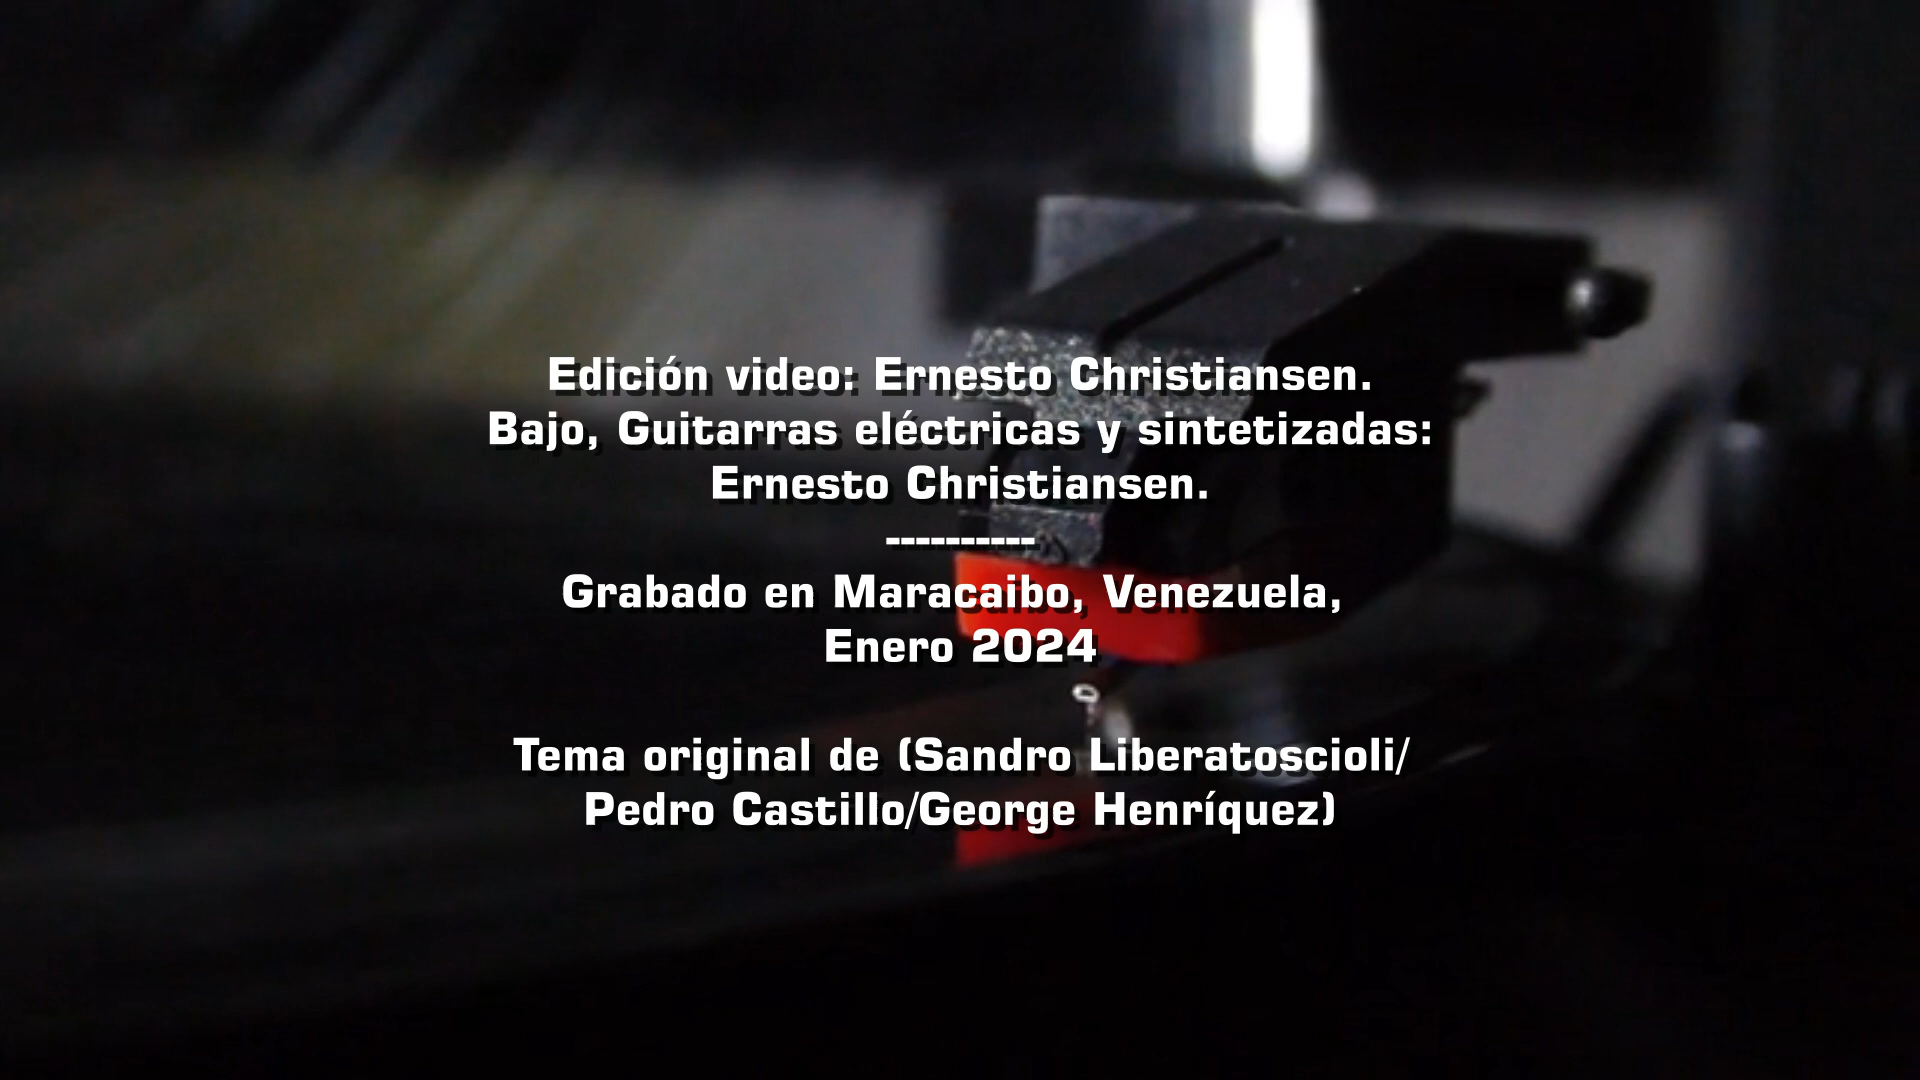 Edición video: Ernesto Christiansen.
Bajo, Guitarras eléctricas y sintetizadas:
Ernesto Christiansen.
----------
Grabado en Maracaibo, Venezuela,
Enero 2024
Tema original de (Sandro Liberatoscioli/
Pedro Castillo/George Henríquez)